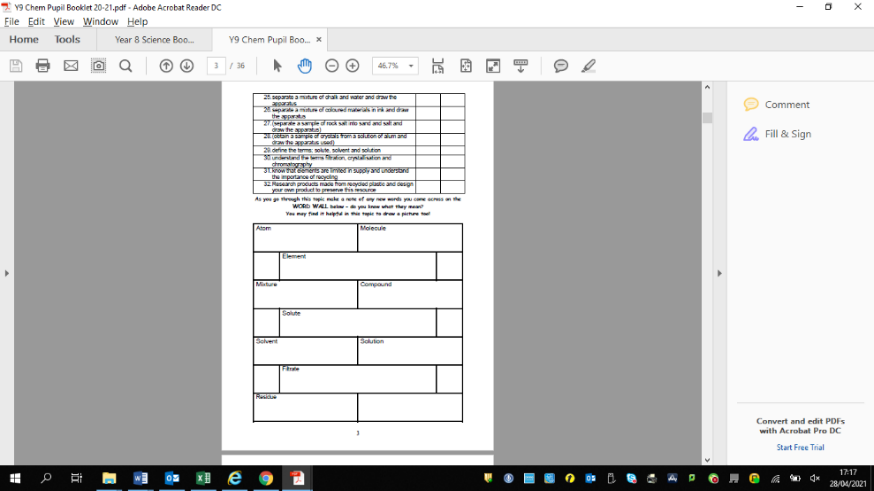 Y9 Chem Pupil Booklet 20-21.pdf - Adobe Acrobat Reader DC
File Edit View Window Help
Home Tools Year 8 Science Boo... Y9 Chem Pupil Boo... ×
3 / 36 46.7%
25. separate a mixture of chalk and water and draw the
apparatus
26. separate a mixture of coloured materials in ink and draw
the apparatus
27. (separate a sample of rock salt into sand and salt and
draw the apparatus)
28. (obtain a sample of crystals from a solution of alum and
draw the apparatus used)
29. define the terms; solute, solvent and solution
30. understand the terms filtration, crystallisation and
chromatography
31. know that elements are limited in supply and understand
the importance of recycling
32. Research products made from recycled plastic and design
your own product to preserve this resource
As you go through this topic make a note of any new words you come across on the
WORD WALL below – do you know what they mean?
You may find it helpful in this topic to draw a picture too!
Atom Molecule
Element
Mixture Compound
Solute
Solvent Solution
Filtrate
Residue
3
Comment
Fill & Sign
Convert and edit PDFs
with Acrobat Pro DC
Start Free Trial
17:17
28/04/2021